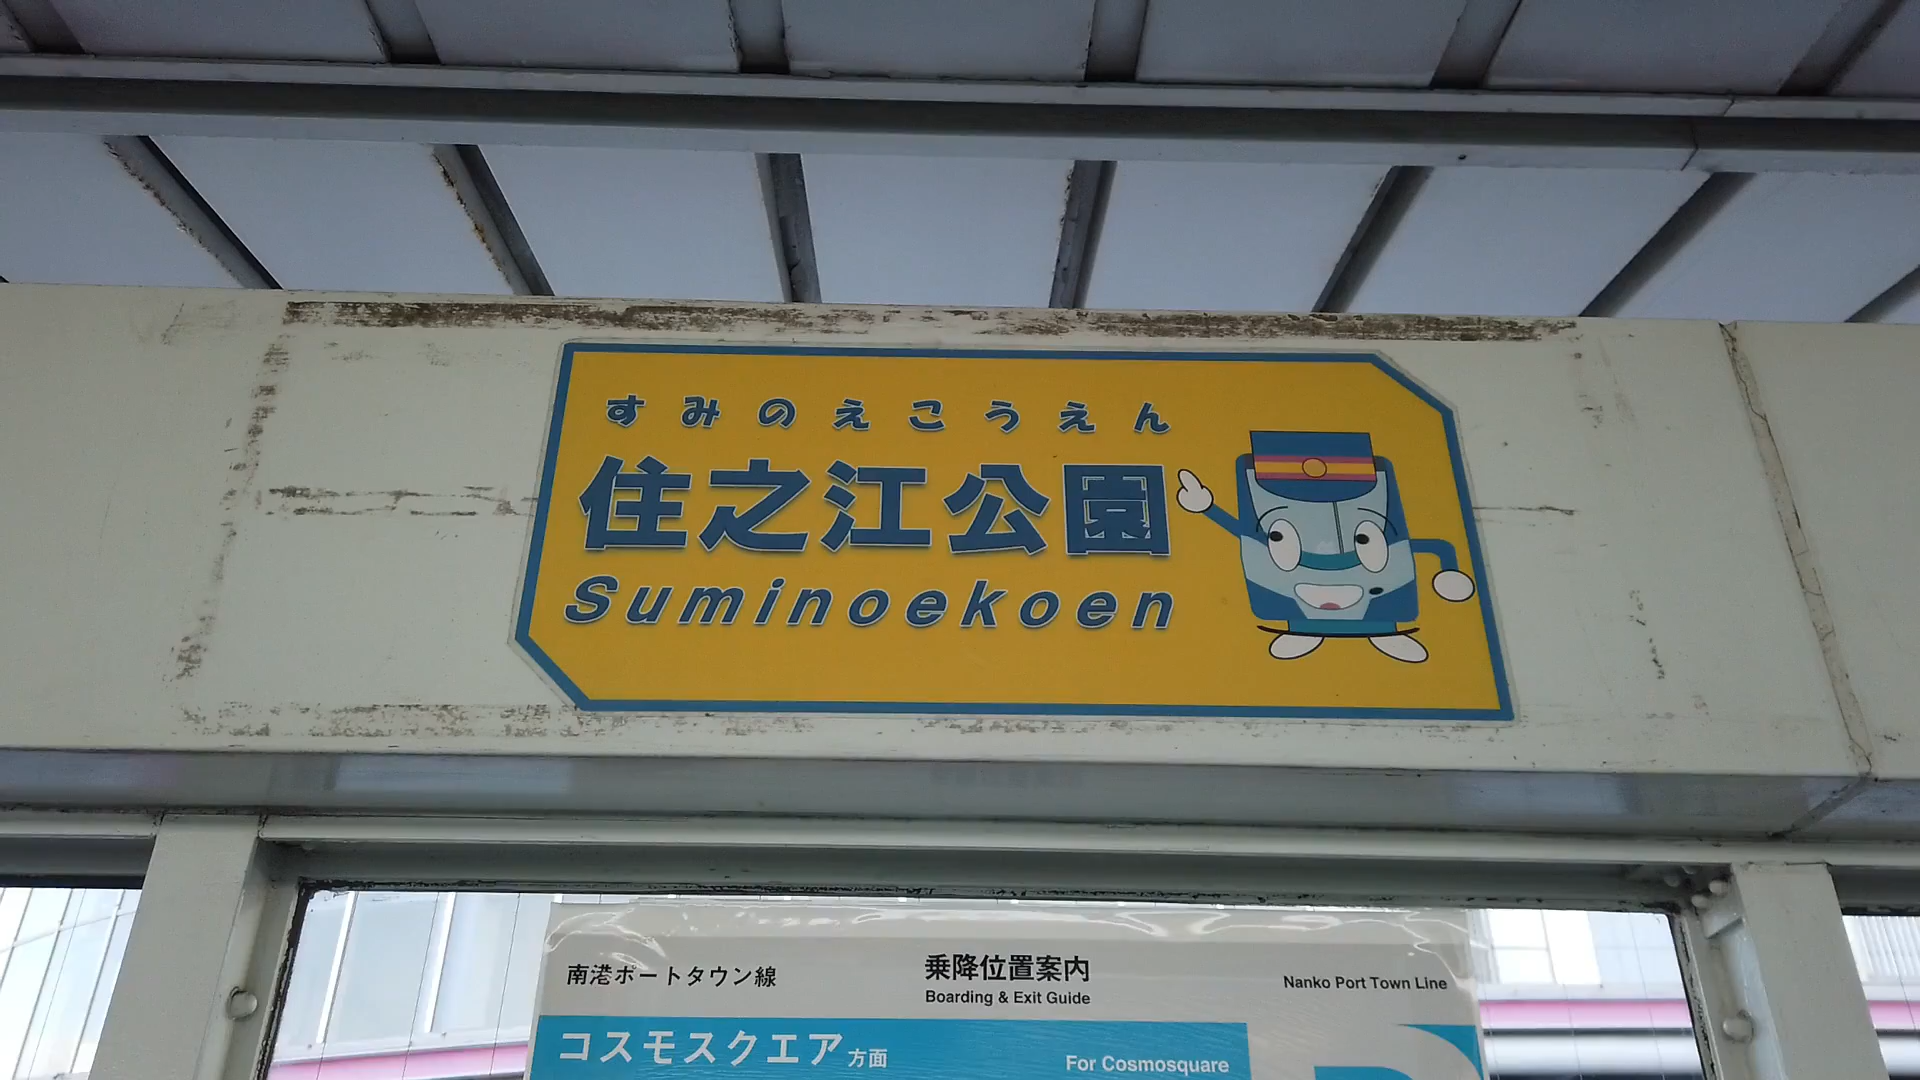 すみのえこうえん
住之江公園
Suminoekoen
南港ポートタウン線
乗降位置案内
Boarding & Exit Guide
Nanko Port Town Line
コスモスクエア方面
For Cosmosquare